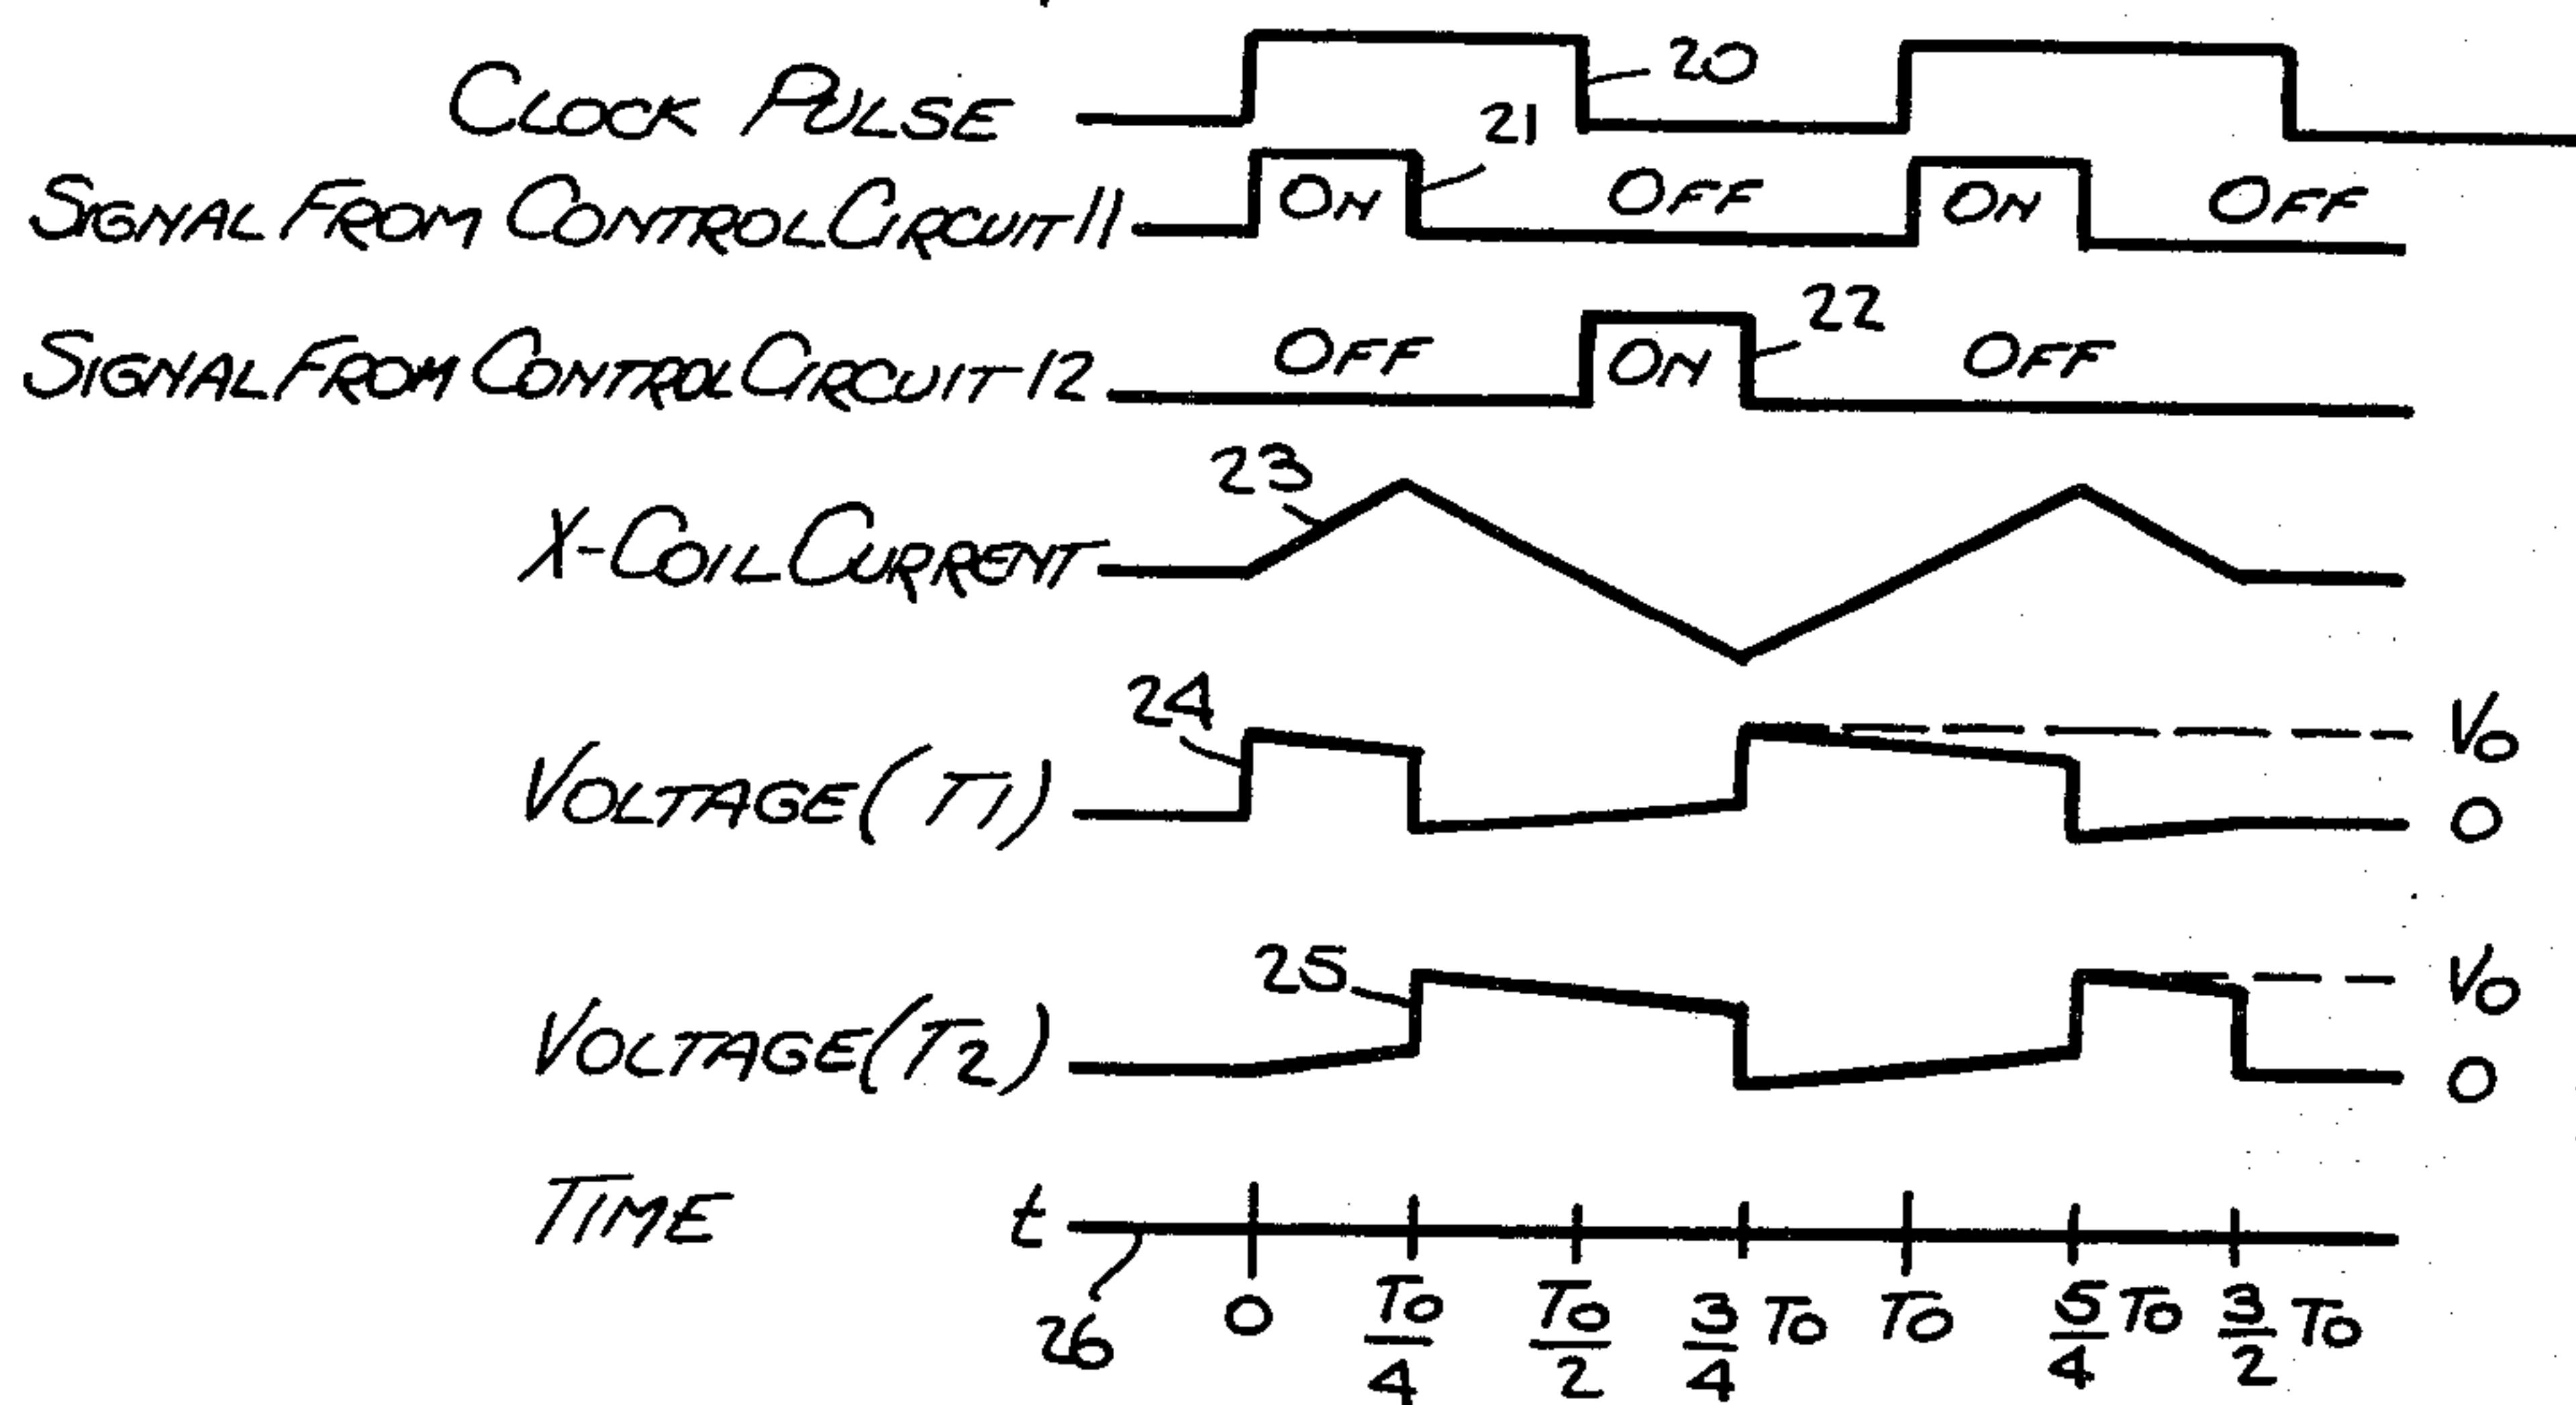 CLOCK PULSE
20
21
SIGNAL FROM CONTROL CIRCUIT 11
ON
OFF
ON
OFF
22
SIGNAL FROM CONTROL CIRCUIT 12
OFF
ON
OFF
23
X-COIL CURRENT
24
VOLTAGE (T1)
V0
0
25
VOLTAGE (T2)
V0
0
TIME
t
26
0
T0/4
T0/2
3/4 T0
T0
5/4 T0
3/2 T0